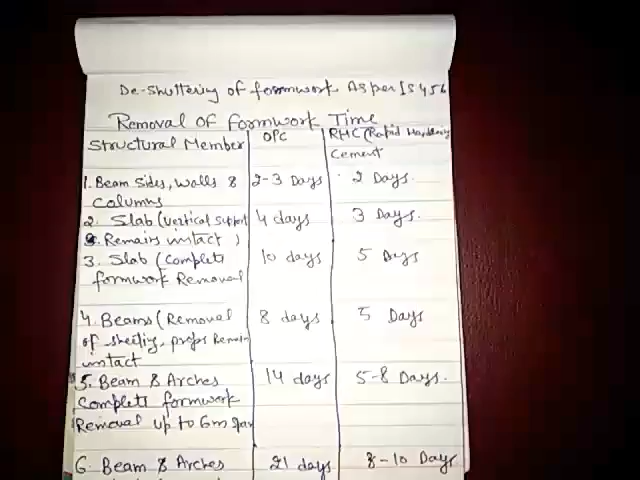 De-Shuttering of formwork As per IS 456
Removal Of Formwork Time
Structural Member OPC RHC (Rapid Hardening Cement
1. Beam Sides, Walls & Columns 2-3 Days 2 Days
2. Slab (Vertical Support Remains intact) 4 days 3 Days.
3. Slab (Complete formwork Removal 10 days 5 Days
4. Beams (Removal of sheeting, props Remain intact 8 days 5 Days
5. Beam & Arches Complete formwork Removal up to 6m span 14 days 5-8 Days.
6. Beam & Arches 21 days 8-10 Days